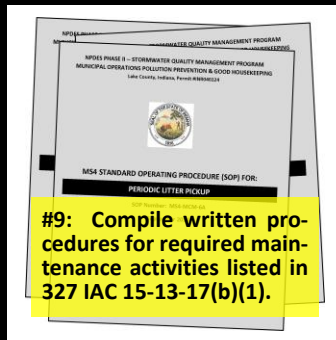 NPDES PHASE II – STORMWATER QUALITY MANAGEMENT PROGRAM
MUNICIPAL OPERATIONS POLLUTION PREVENTION & GOOD HOUSEKEEPING
Lake County, Indiana, Permit
MS4 STANDARD OPERATING PROCEDURE (SOP) FOR:
PERIODIC LITTER PICKUP
SOP Number:
#9: Compile written pro-
cedures for required main-
tenance activities listed in
327 IAC 15-13-17(b)(1).